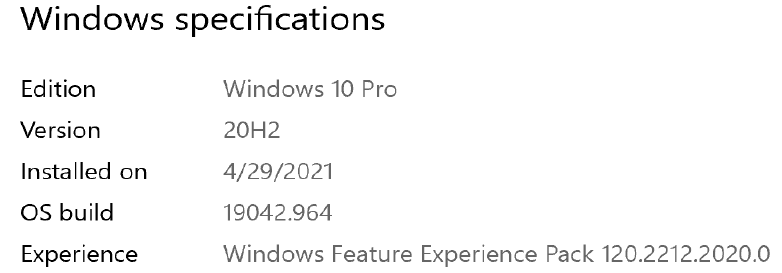 Windows specifications
Edition Windows 10 Pro
Version 20H2
Installed on 4/29/2021
OS build 19042.964
Experience Windows Feature Experience Pack 120.2212.2020.0